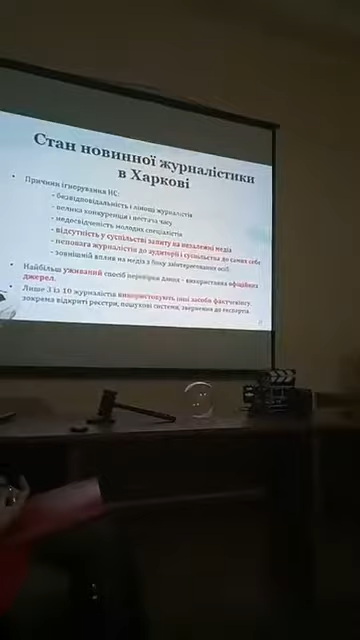 Стан новинної журналістики
в Харкові
• Причини ігнорування НС:
- безвідповідальність і лінощі журналістів
- велика конкуренція і нестача часу
- недосвідченість молодих спеціалістів
- відсутність у суспільстві запиту на незалежні медіа
- неповага журналістів до аудиторії і суспільства до самих себе
- зовнішній вплив на медіа з боку заінтересованих осіб
• Найбільш уживаний спосіб перевірки даних – використання офіційних
джерел.
• Лише 3 із 10 журналістів використовують інші засоби фактчекінгу,
зокрема відкриті реєстри, пошукові системи, звернення до експертів